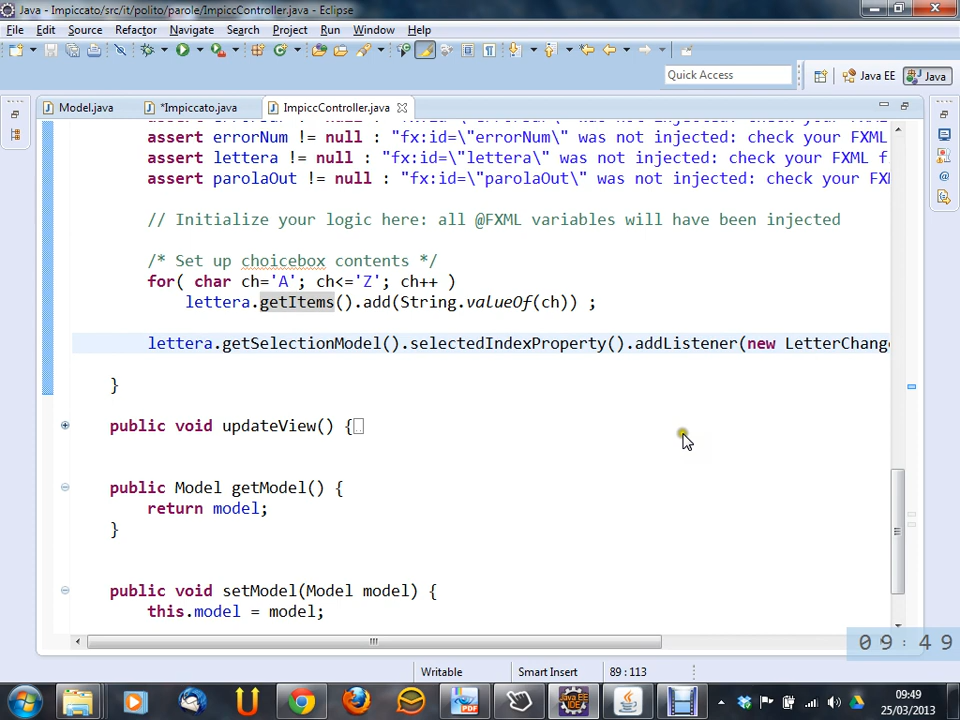 Java - Impiccato/src/it/polito/parole/ImpiccController.java - Eclipse
File Edit Source Refactor Navigate Search Project Run Window Help
Quick Access
Java EE
Java
Model.java
*Impiccato.java
ImpiccController.java
assert errorNum != null : "fx:id=\"errorNum\" was not injected: check your FXML
assert lettera != null : "fx:id=\"lettera\" was not injected: check your FXML f
assert parolaOut != null : "fx:id=\"parolaOut\" was not injected: check your FXM
// Initialize your logic here: all @FXML variables will have been injected
/* Set up choicebox contents */
for( char ch='A'; ch<='Z'; ch++ )
lettera.getItems().add(String.valueOf(ch)) ;
lettera.getSelectionModel().selectedIndexProperty().addListener(new LetterChang
}
public void updateView() {
public Model getModel() {
return model;
}
public void setModel(Model model) {
this.model = model;
09:49
Writable
Smart Insert
89 : 113
PDF
Java EE
IDE
09:49
25/03/2013